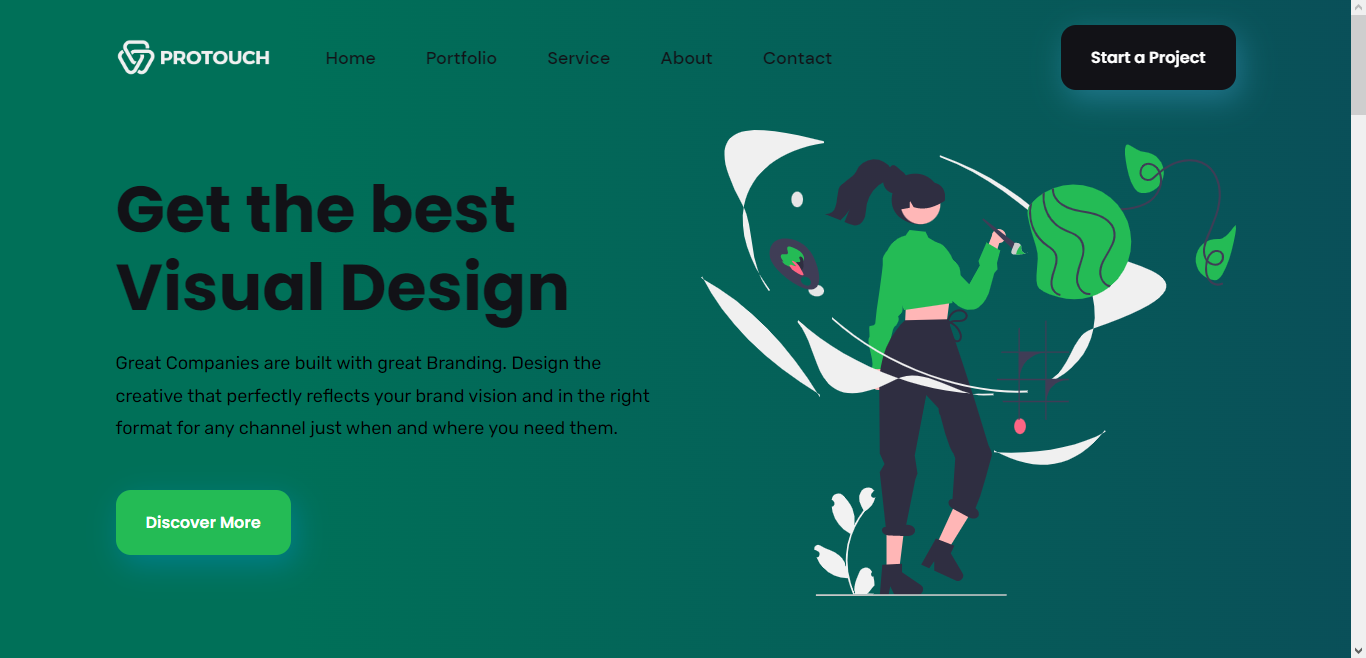 PROTOUCH
Home
Portfolio
Service
About
Contact
Start a Project
Get the best
Visual Design
Great Companies are built with great Branding. Design the
creative that perfectly reflects your brand vision and in the right
format for any channel just when and where you need them.
Discover More